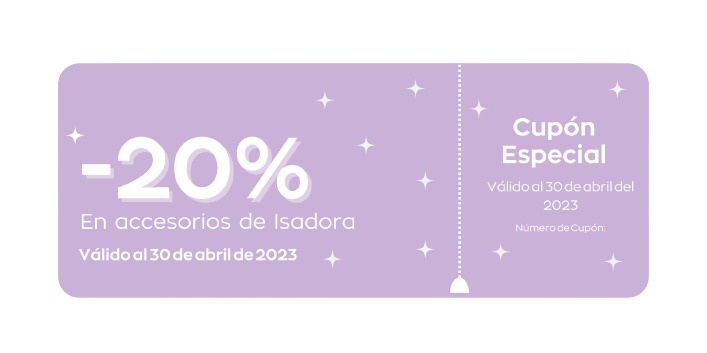 -20%
En accesorios de Isadora
Válido al 30 de abril de 2023
Cupón
Especial
Válido al 30 de abril del
2023
Número de Cupón: